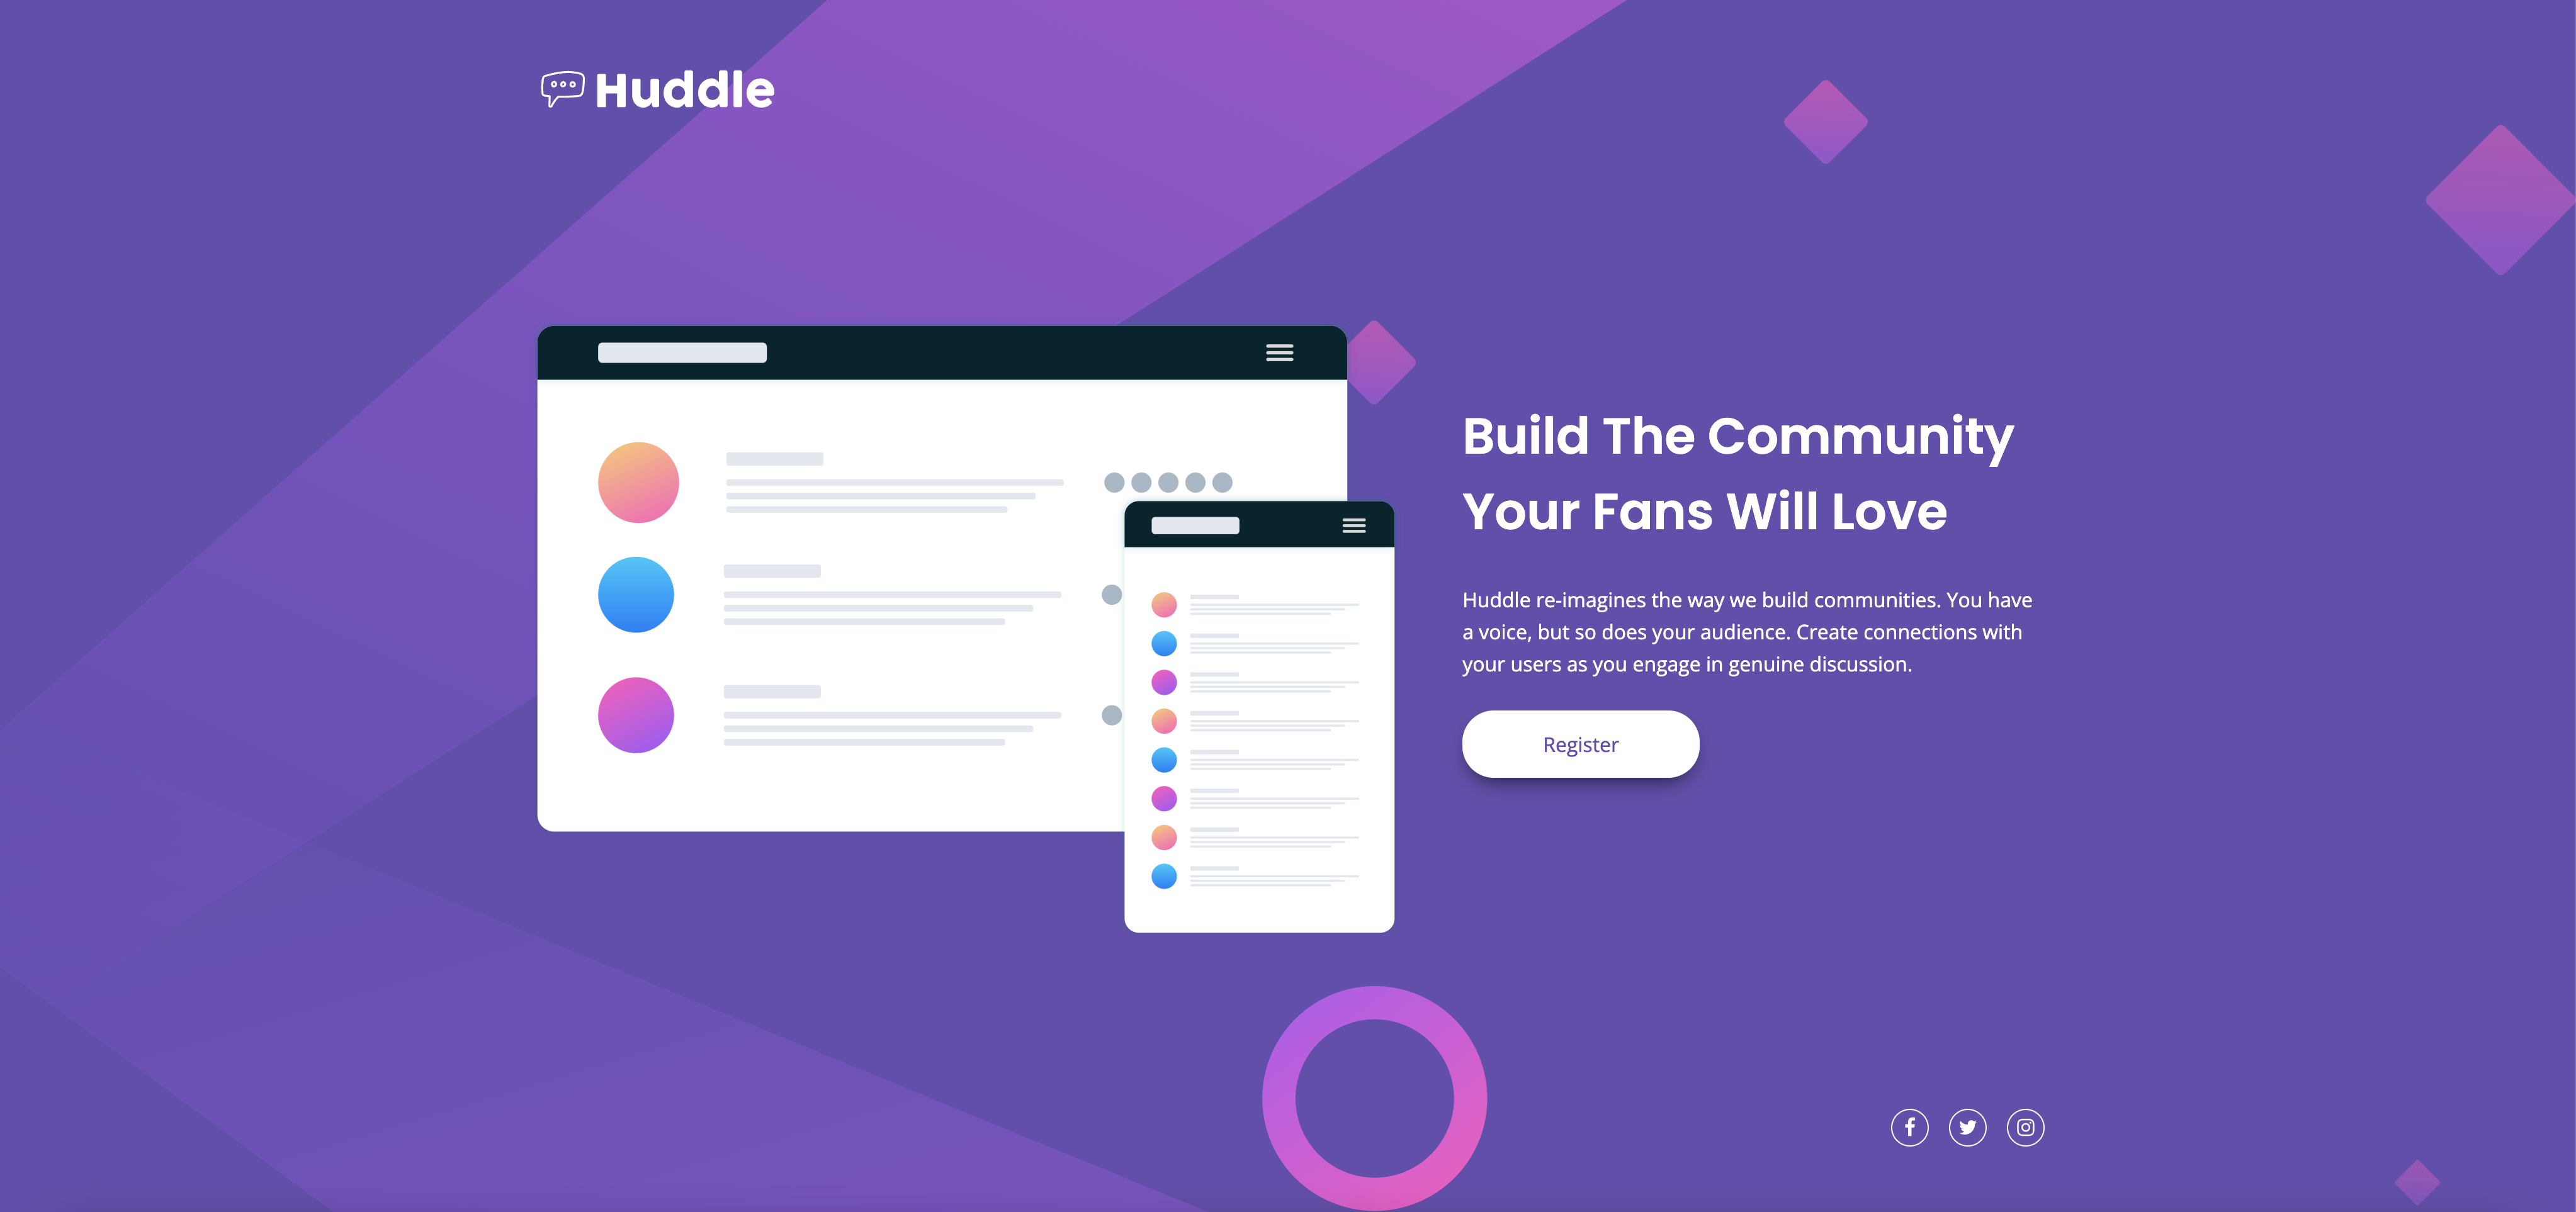 Huddle
Build The Community
Your Fans Will Love
Huddle re-imagines the way we build communities. You have
a voice, but so does your audience. Create connections with
your users as you engage in genuine discussion.
Register